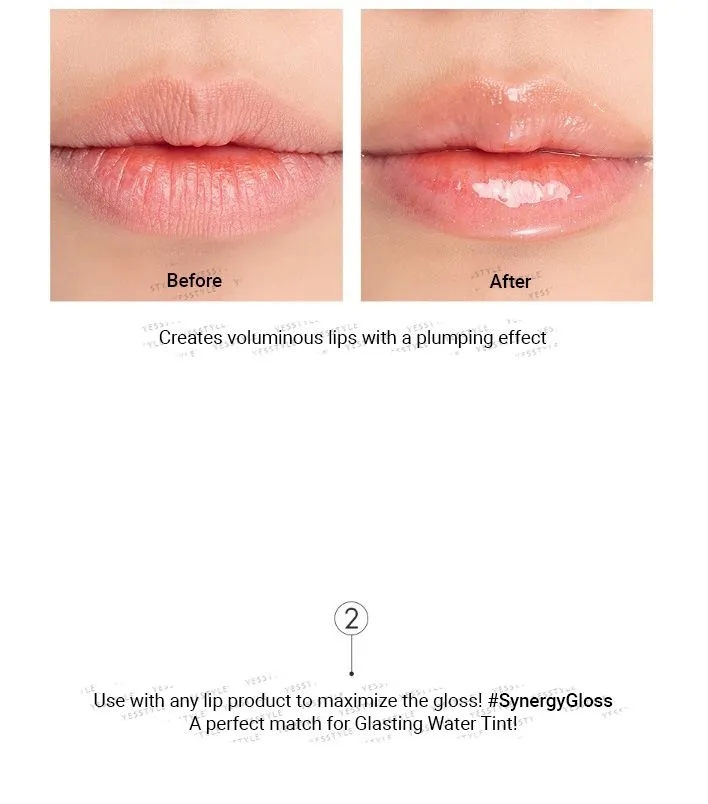 Before
After
Creates voluminous lips with a plumping effect
2
Use with any lip product to maximize the gloss! #SynergyGloss
A perfect match for Glasting Water Tint!